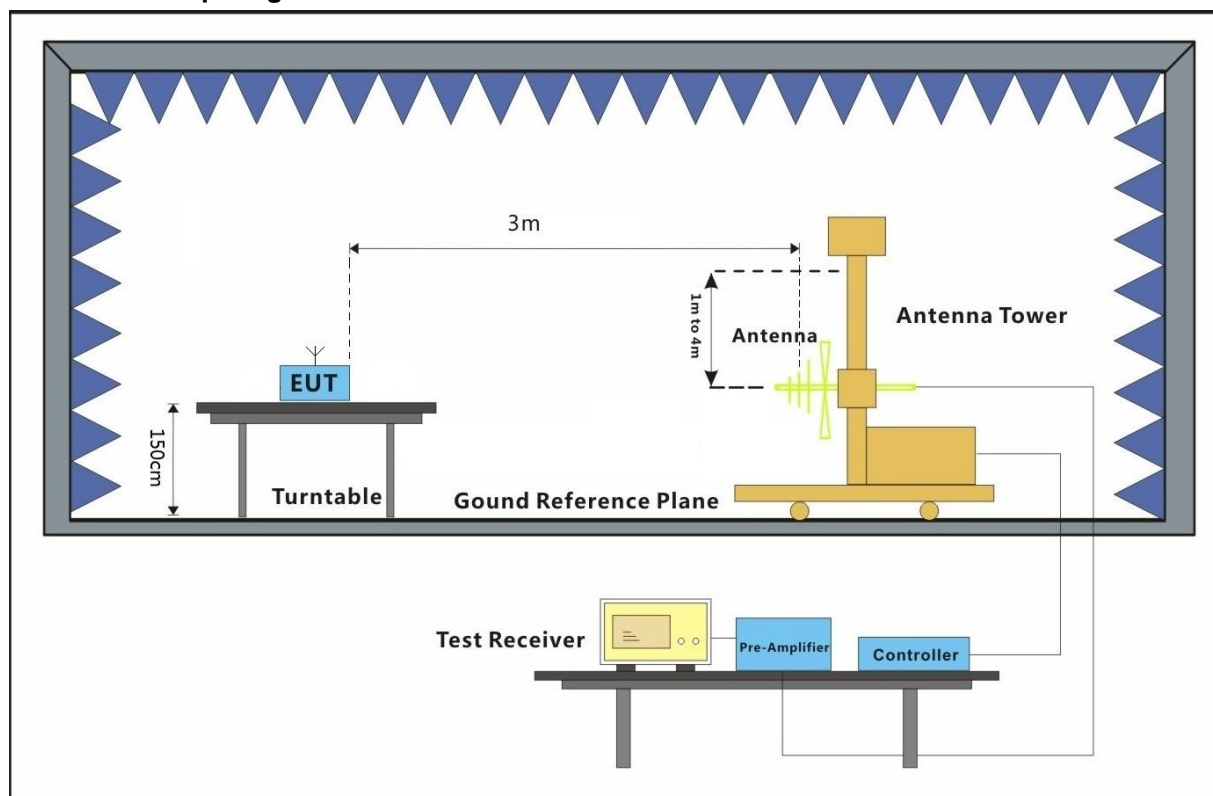 3m
1m to 4m
Antenna
Antenna Tower
EUT
150cm
Turntable
Gound Reference Plane
Test Receiver
Pre-Amplifier
Controller